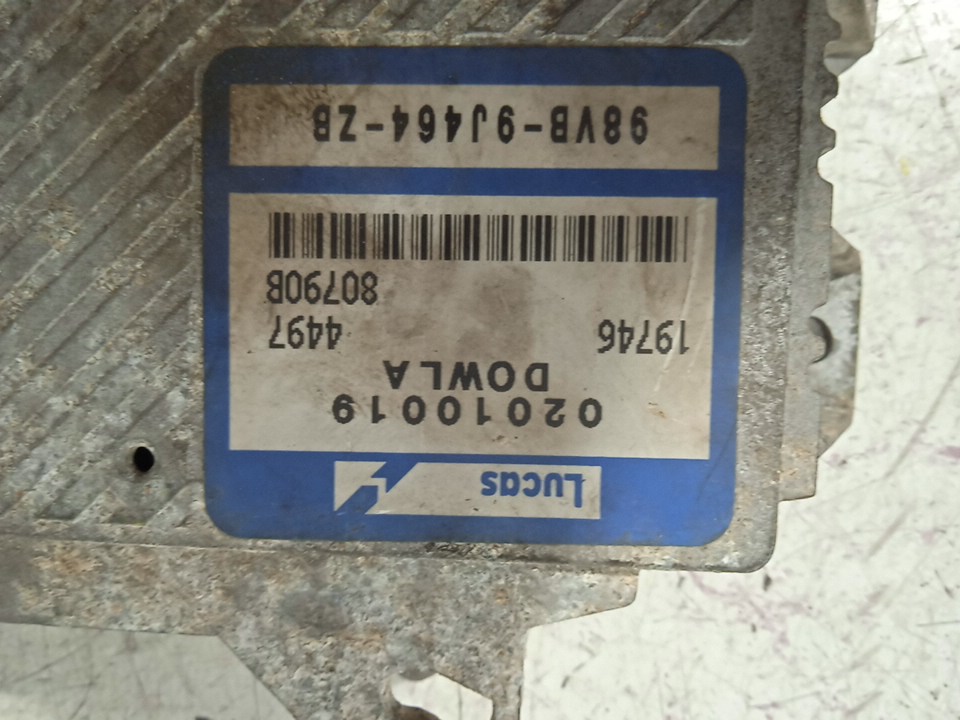 Lucas
02010019
DOWLA
19746 4497
80790B
98VB-9J464-ZB